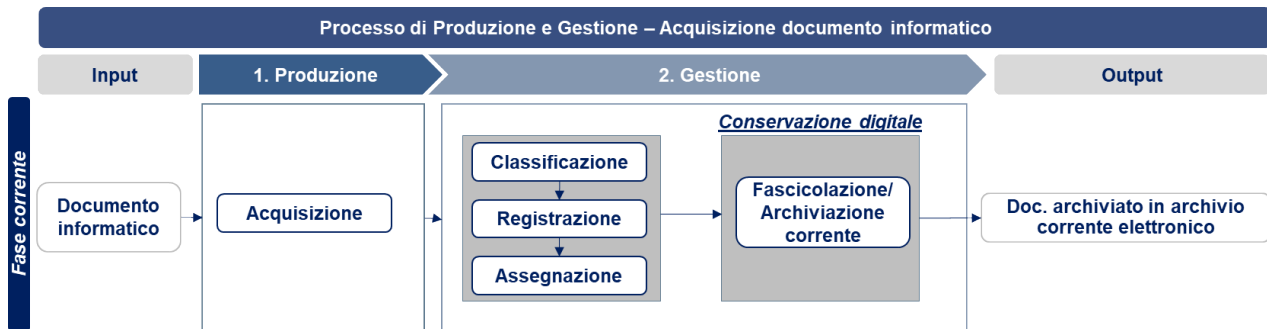 Processo di Produzione e Gestione – Acquisizione documento informatico
Input
1. Produzione
2. Gestione
Output
Fase corrente
Documento
informatico
Acquisizione
Classificazione
Registrazione
Assegnazione
Conservazione digitale
Fascicolazione/
Archiviazione
corrente
Doc. archiviato in archivio
corrente elettronico